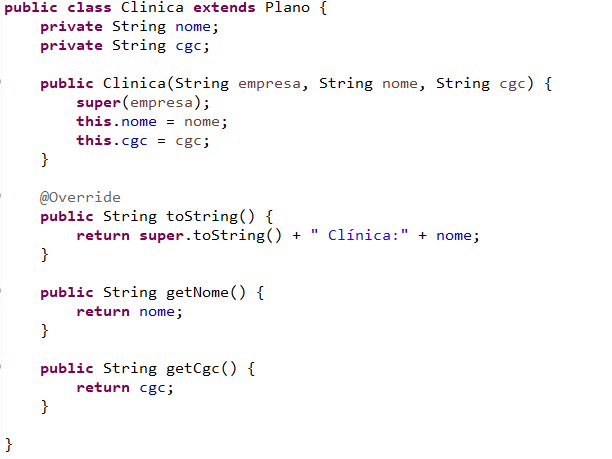 public class Clinica extends Plano {
    private String nome;
    private String cgc;

    public Clinica(String empresa, String nome, String cgc) {
        super(empresa);
        this.nome = nome;
        this.cgc = cgc;
    }

    @Override
    public String toString() {
        return super.toString() + " Clínica:" + nome;
    }

    public String getNome() {
        return nome;
    }

    public String getCgc() {
        return cgc;
    }

}